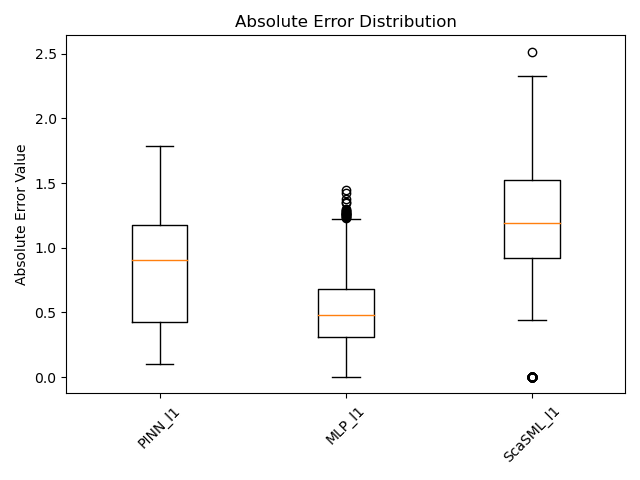 Absolute Error Distribution
Absolute Error Value
2.5
2.0
1.5
1.0
0.5
0.0
PINN_l1
MLP_l1
ScaSML_l1